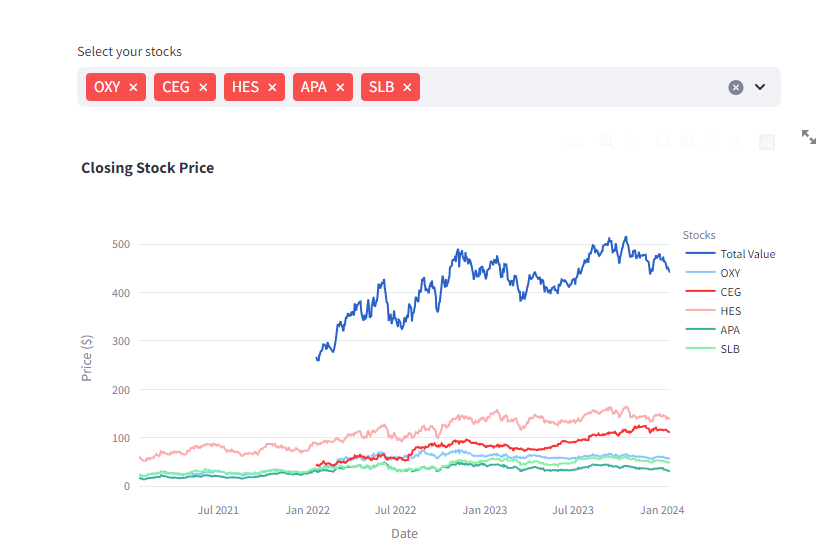 Select your stocks
OXY × CEG × HES × APA × SLB ×
Closing Stock Price
Stocks
Total Value
OXY
CEG
HES
APA
SLB
Price ($)
500
400
300
200
100
0
Jul 2021 Jan 2022 Jul 2022 Jan 2023 Jul 2023 Jan 2024
Date